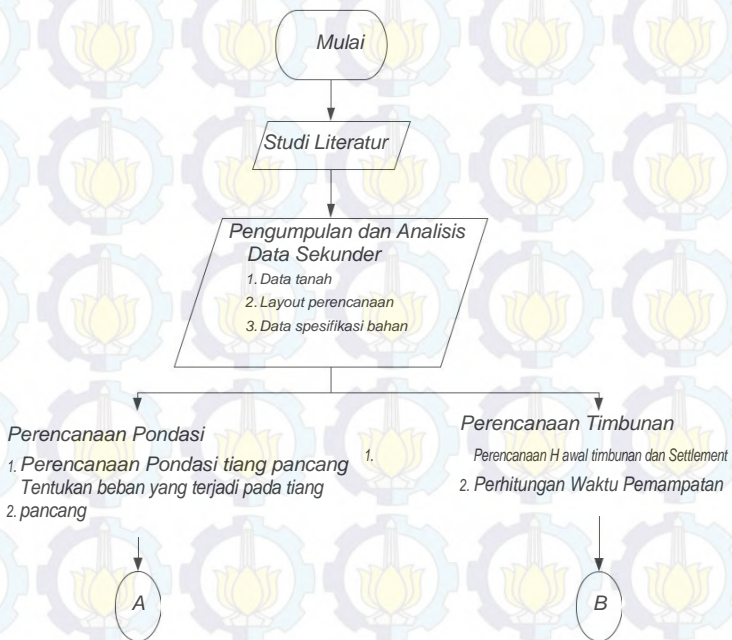 Mulai
Studi Literatur
Pengumpulan dan Analisis
Data Sekunder
1. Data tanah
2. Layout perencanaan
3. Data spesifikasi bahan
Perencanaan Pondasi
1. Perencanaan Pondasi tiang pancang
Tentukan beban yang terjadi pada tiang
2. pancang
A
Perencanaan Timbunan
1. Perencanaan H awal timbunan dan Settlement
2. Perhitungan Waktu Pemampatan
B